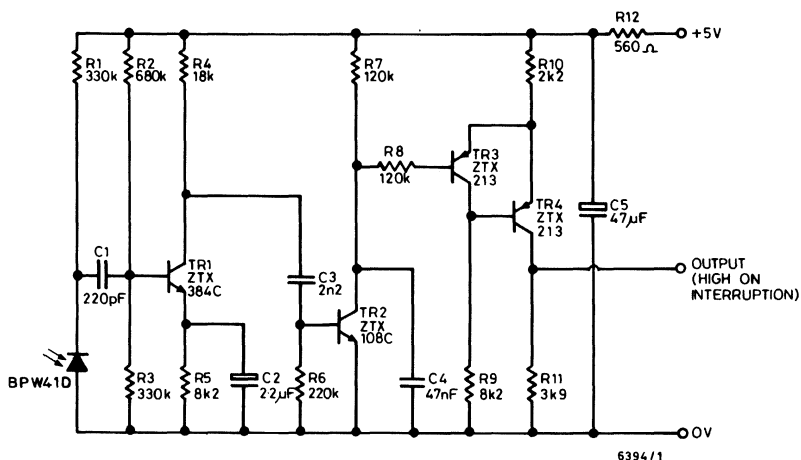 R12
560Ω
+5V
R1
330k
R2
680k
R4
18k
R7
120k
R10
2k2
R8
120k
TR3
ZTX
213
TR4
ZTX
213
C5
47µF
C1
220pF
TR1
ZTX
384C
C3
2n2
TR2
ZTX
108C
OUTPUT
(HIGH ON
INTERRUPTION)
BPW41D
R3
330k
R5
8k2
C2
2·2µF
R6
220k
C4
47nF
R9
8k2
R11
3k9
0V
6394/1